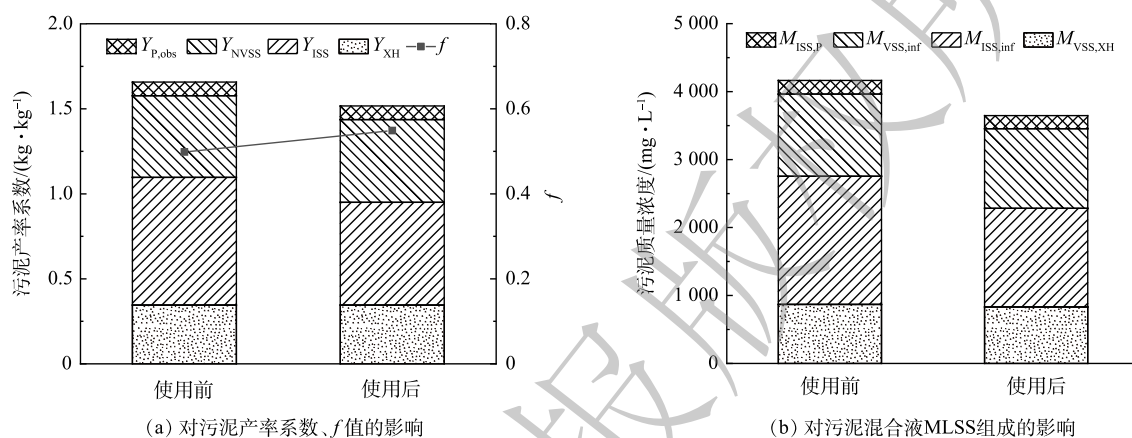 2.0
1.5
1.0
0.5
0
污泥产率系数/(kg·kg⁻¹)
Y_P,obs Y_NVSS Y_ISS Y_XH f
0.8
0.6
0.4
0.2
0
f
使用前 使用后
(a) 对污泥产率系数、f值的影响
5 000
4 000
3 000
2 000
1 000
0
污泥质量浓度/(mg·L⁻¹)
M_ISS,P M_VSS,inf M_ISS,inf M_VSS,XH
使用前 使用后
(b) 对污泥混合液MLSS组成的影响
报版权